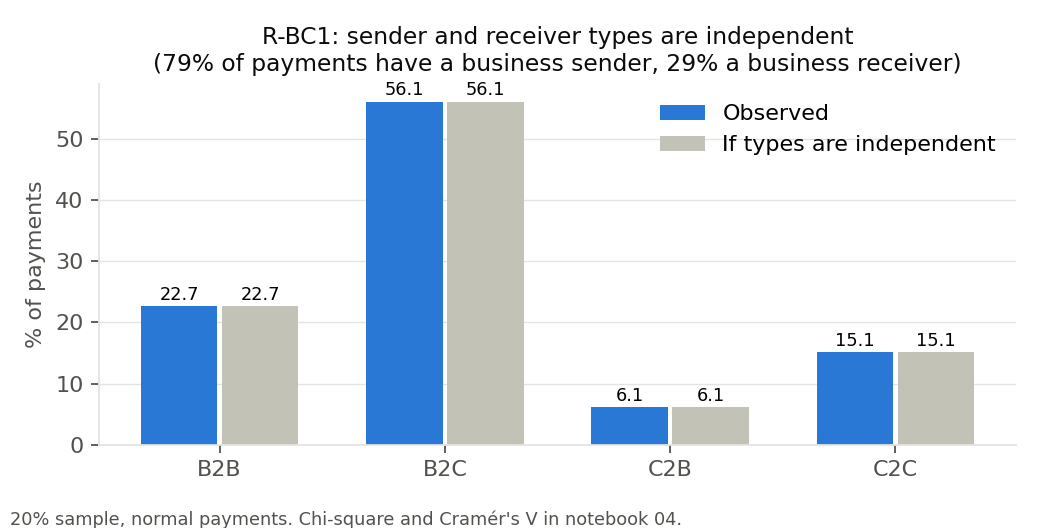 R-BC1: sender and receiver types are independent
(79% of payments have a business sender, 29% a business receiver)
56.1 56.1
Observed
If types are independent
50
40
30
20
10
0
% of payments
22.7 22.7
6.1 6.1
15.1 15.1
B2B B2C C2B C2C
20% sample, normal payments. Chi-square and Cramér's V in notebook 04.